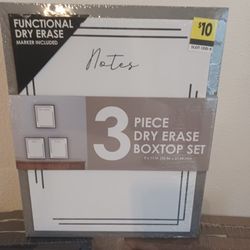 FUNCTIONAL
DRY ERASE
MARKER INCLUDED
$10
Notes
3 PIECE
DRY ERASE
BOXTOP SET